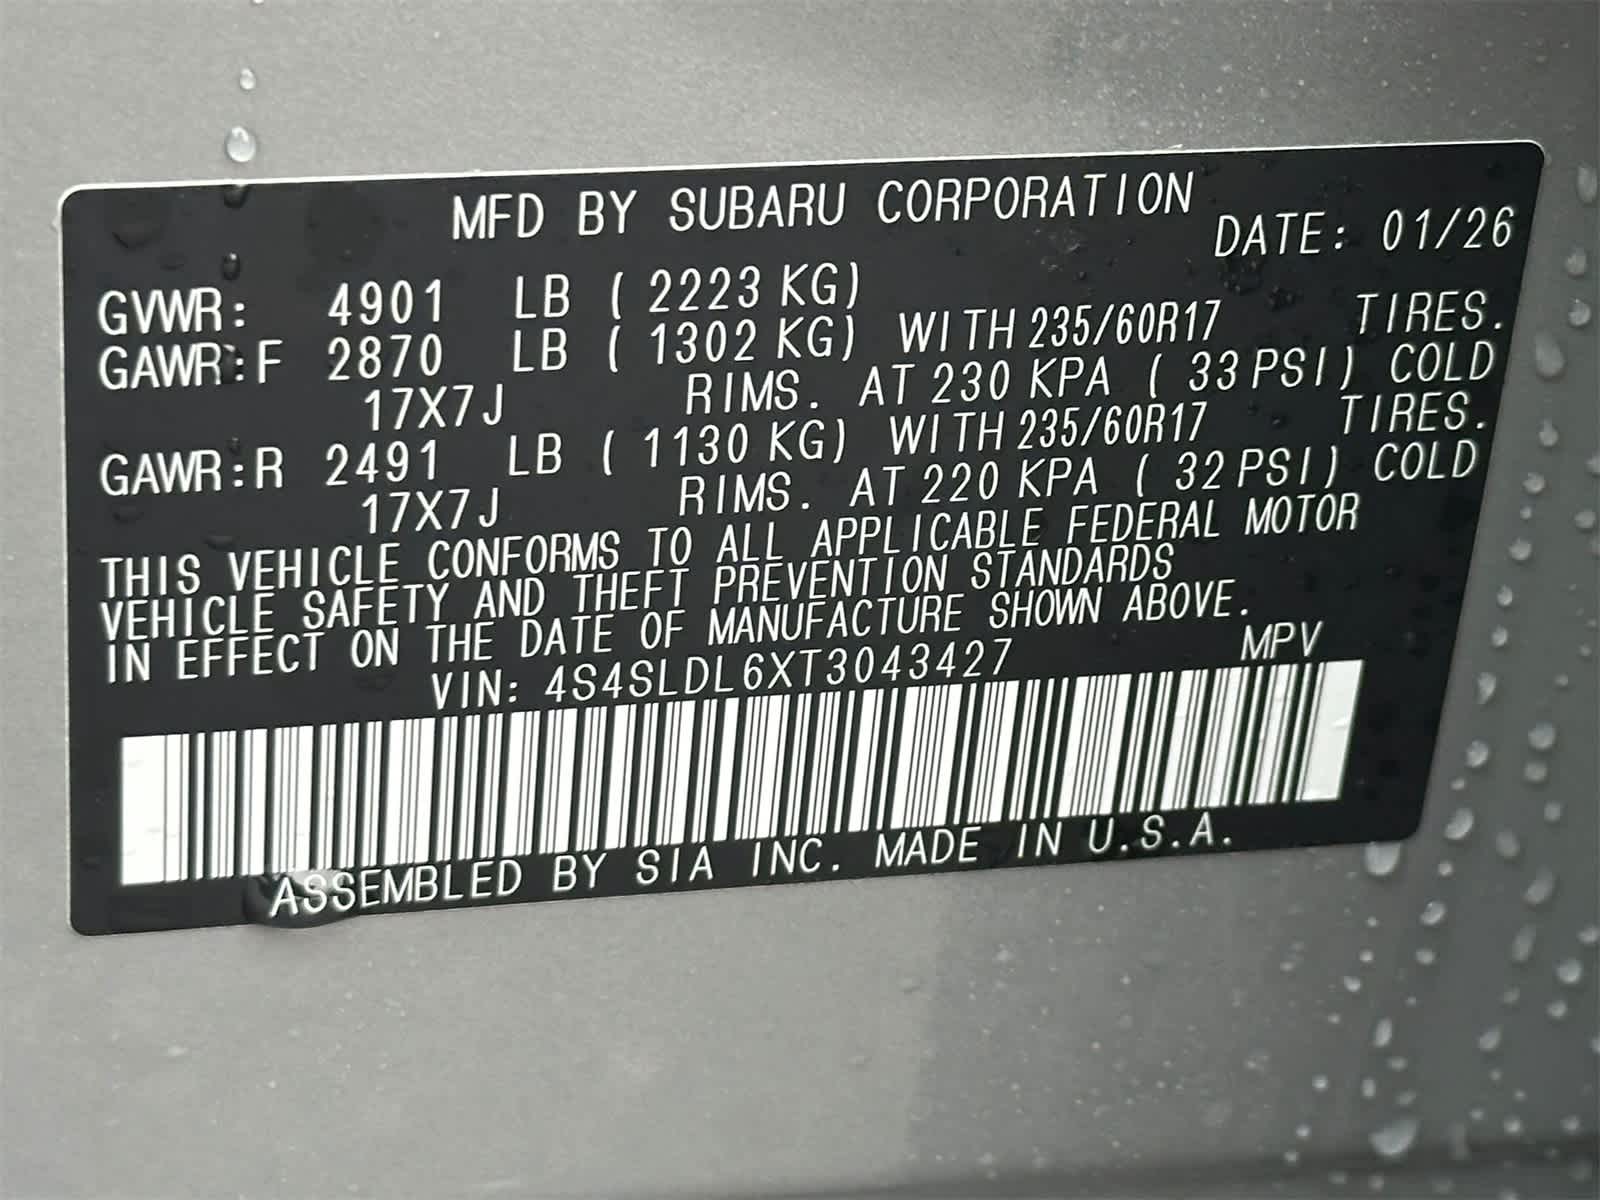 MFD BY SUBARU CORPORATION
DATE: 01/26
GVWR: 4901 LB ( 2223 KG)
GAWR:F 2870 LB ( 1302 KG) WITH 235/60R17 TIRES.
17X7J RIMS. AT 230 KPA ( 33 PSI) COLD
GAWR:R 2491 LB ( 1130 KG) WITH 235/60R17 TIRES.
17X7J RIMS. AT 220 KPA ( 32 PSI) COLD
THIS VEHICLE CONFORMS TO ALL APPLICABLE FEDERAL MOTOR
VEHICLE SAFETY AND THEFT PREVENTION STANDARDS
IN EFFECT ON THE DATE OF MANUFACTURE SHOWN ABOVE.
VIN: 4S4SLDL6XT3043427 MPV
ASSEMBLED BY SIA INC. MADE IN U.S.A.